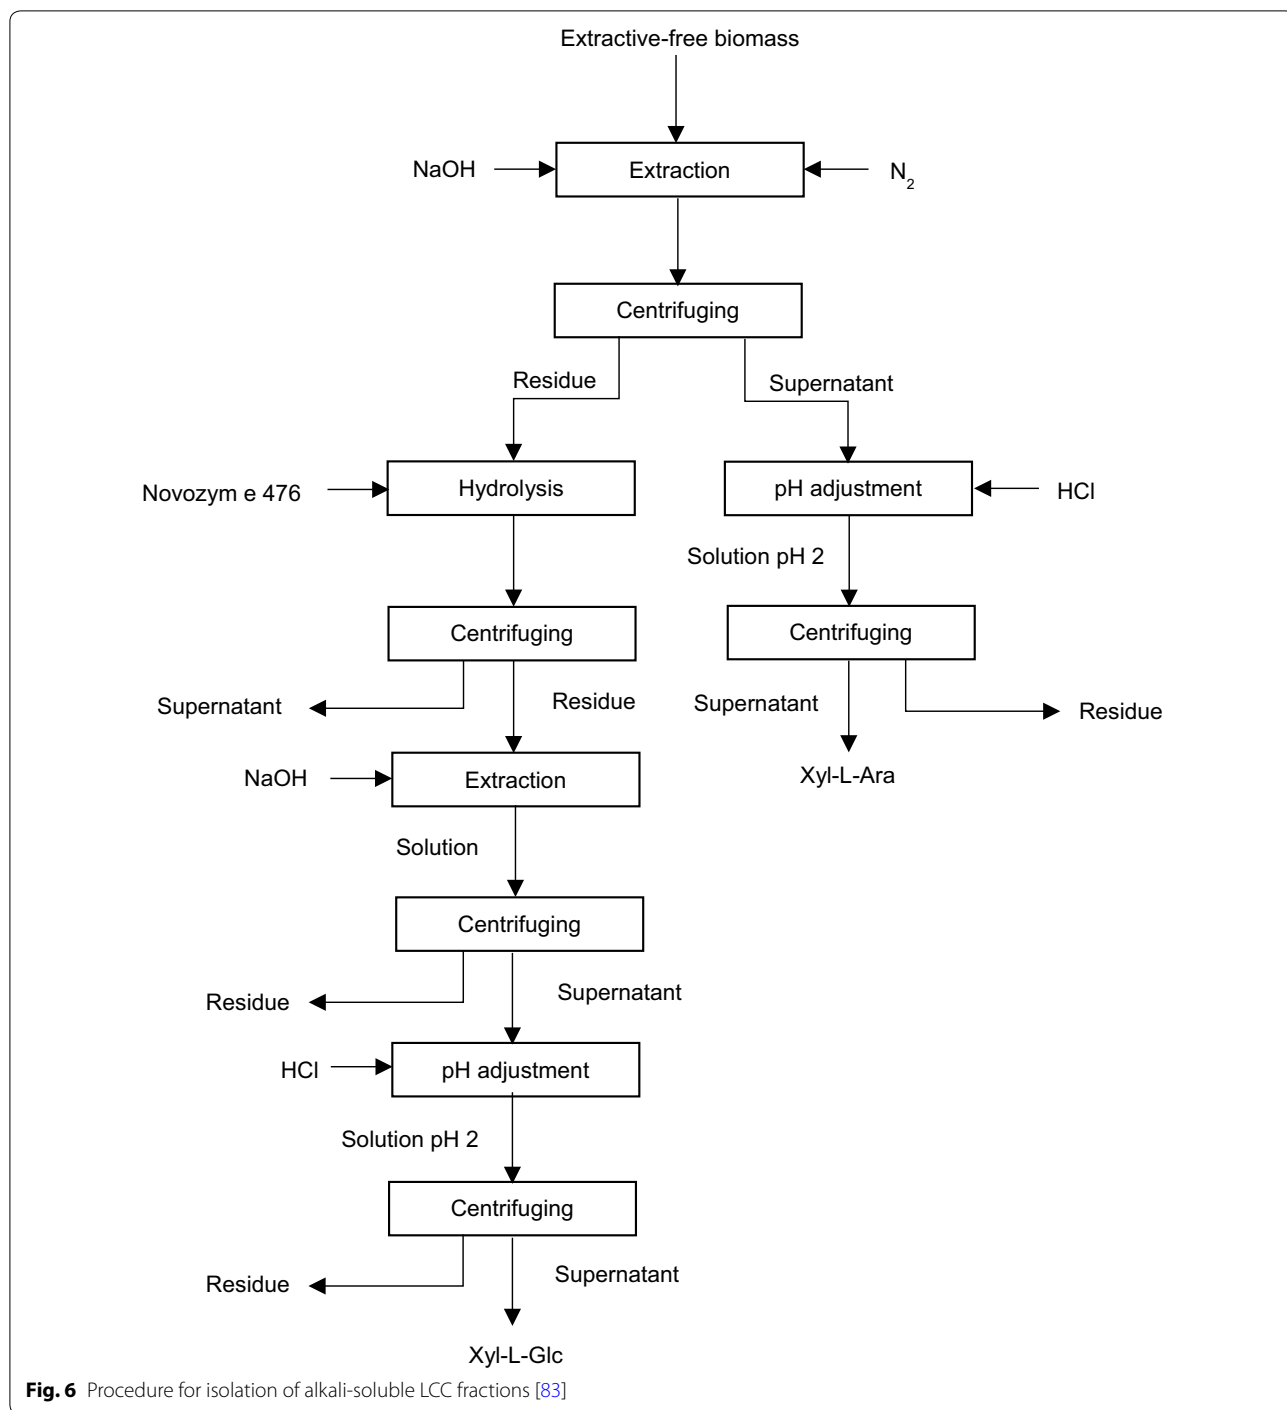 Extractive-free biomass
NaOH
Extraction
N2
Centrifuging
Residue
Supernatant
Novozym e 476
Hydrolysis
pH adjustment
HCl
Solution pH 2
Centrifuging
Centrifuging
Supernatant
Residue
Supernatant
Residue
NaOH
Extraction
Xyl-L-Ara
Solution
Centrifuging
Residue
Supernatant
HCl
pH adjustment
Solution pH 2
Centrifuging
Residue
Supernatant
Xyl-L-Glc
Fig. 6 Procedure for isolation of alkali-soluble LCC fractions [83]